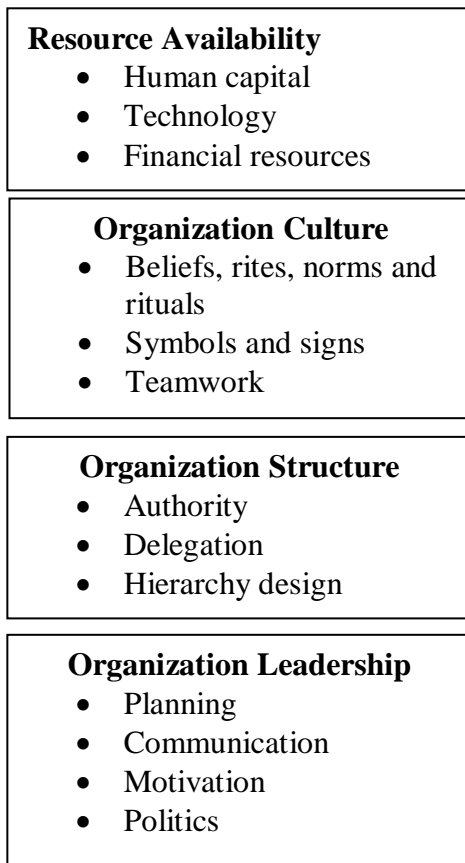 Resource Availability
• Human capital
• Technology
• Financial resources
Organization Culture
• Beliefs, rites, norms and
rituals
• Symbols and signs
• Teamwork
Organization Structure
• Authority
• Delegation
• Hierarchy design
Organization Leadership
• Planning
• Communication
• Motivation
• Politics